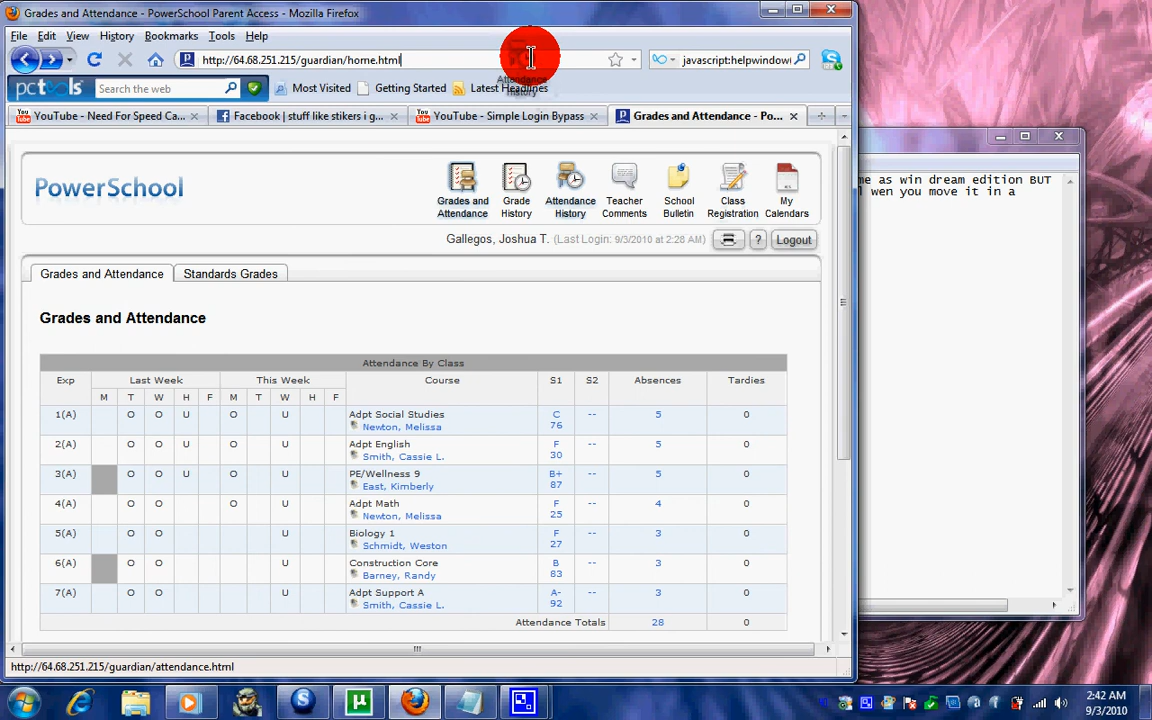 Grades and Attendance - PowerSchool Parent Access - Mozilla Firefox
File Edit View History Bookmarks Tools Help
http://64.68.251.215/guardian/home.html
javascript:helpwindowl
pctools Search the web Most Visited Getting Started Latest Headlines
YouTube - Need For Speed Ca... Facebook | stuff like stikers i g... YouTube - Simple Login Bypass Grades and Attendance - Po...
me as win dream edition BUT
l wen you move it in a
PowerSchool
Grades and Attendance
Grade History
Attendance History
Teacher Comments
School Bulletin
Class Registration
My Calendars
Gallegos, Joshua T. (Last Login: 9/3/2010 at 2:28 AM) ? Logout
Grades and Attendance Standards Grades
Grades and Attendance
Attendance By Class
Exp Last Week This Week Course S1 S2 Absences Tardies
M T W H F M T W H F
1(A) O O U O U Adpt Social Studies C -- 5 0
Newton, Melissa 76
2(A) O O U O U Adpt English F -- 5 0
Smith, Cassie L. 30
3(A) O O U O U PE/Wellness 9 B+ -- 5 0
East, Kimberly 87
4(A) O O O U Adpt Math F -- 4 0
Newton, Melissa 25
5(A) O O U Biology 1 F -- 3 0
Schmidt, Weston 27
6(A) O O U Construction Core B -- 3 0
Barney, Randy 83
7(A) O O U Adpt Support A A- -- 3 0
Smith, Cassie L. 92
Attendance Totals 28 0
http://64.68.251.215/guardian/attendance.html
2:42 AM
9/3/2010